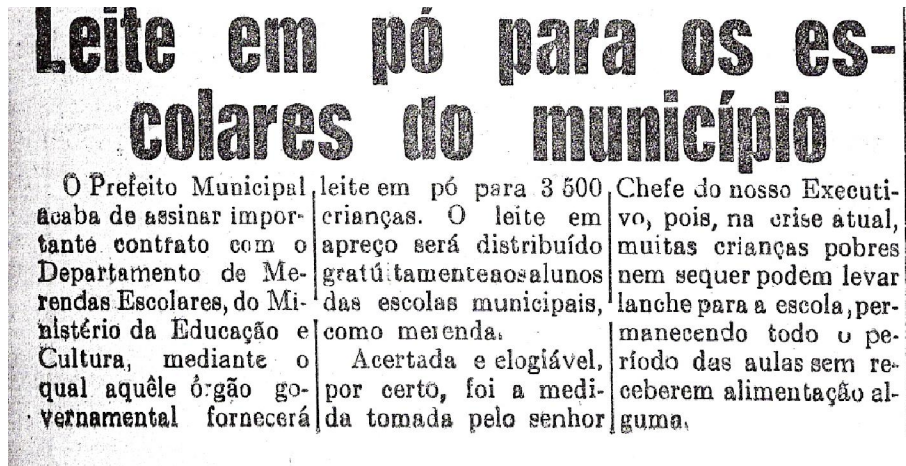 Leite em pó para os es-
colares do município
O Prefeito Municipal
acaba de assinar impor-
tante contrato com o
Departamento de Me-
rendas Escolares, do Mi-
nistério da Educação e
Cultura, mediante o
qual aquêle órgão go-
vernamental fornecerá
leite em pó para 3 500
crianças. O leite em
apreço será distribuído
gratúitamente aos alunos
das escolas municipais,
como merenda.
Acertada e elogiável,
por certo, foi a medi-
da tomada pelo senhor
Chefe do nosso Executi-
vo, pois, na crise atual,
muitas crianças pobres
nem sequer podem levar
lanche para a escola, per-
manecendo todo o pe-
ríodo das aulas sem re-
ceberem alimentação al-
guma.